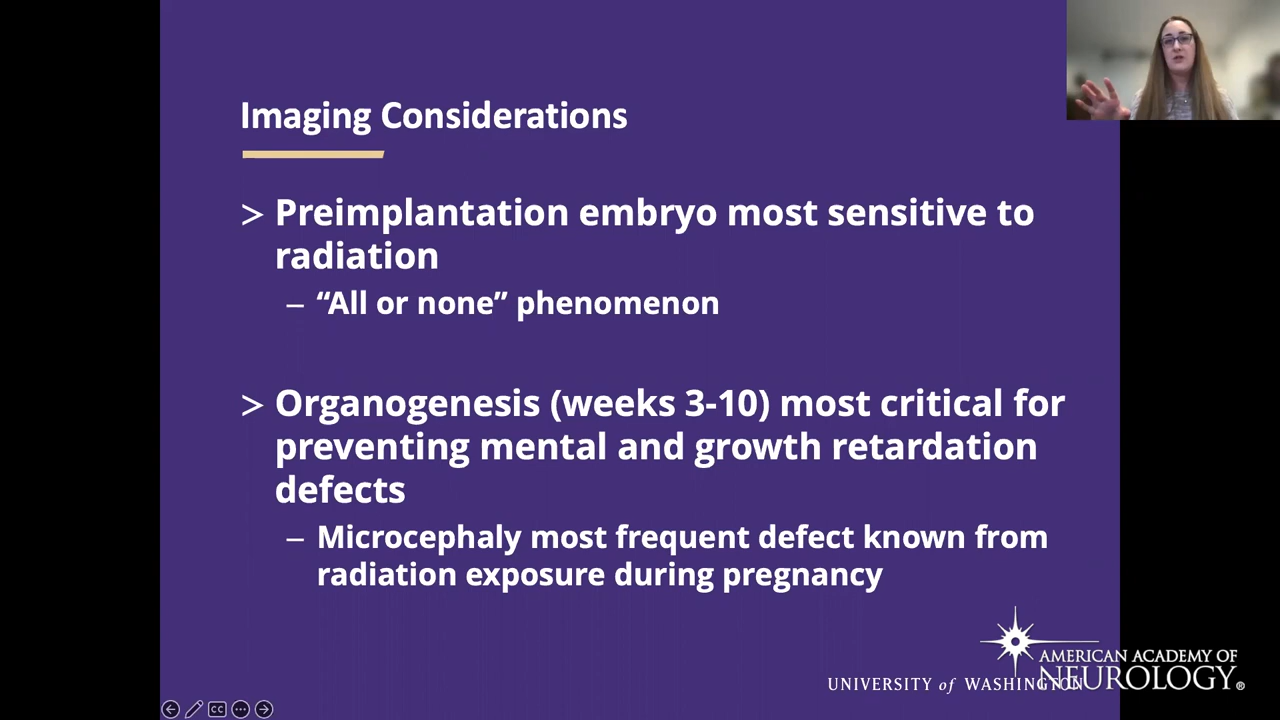 Imaging Considerations
> Preimplantation embryo most sensitive to
radiation
– “All or none” phenomenon
> Organogenesis (weeks 3-10) most critical for
preventing mental and growth retardation
defects
– Microcephaly most frequent defect known from
radiation exposure during pregnancy
AMERICAN ACADEMY OF
NEUROLOGY®
UNIVERSITY of WASHINGTON
CC